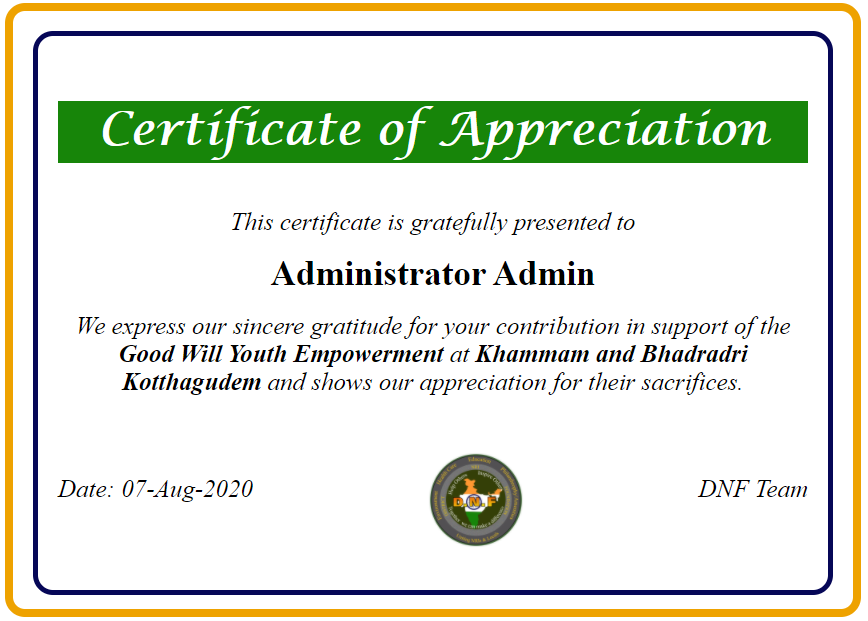 Certificate of Appreciation
This certificate is gratefully presented to
Administrator Admin
We express our sincere gratitude for your contribution in support of the
Good Will Youth Empowerment at Khammam and Bhadradri
Kotthagudem and shows our appreciation for their sacrifices.
Date: 07-Aug-2020
D.N.F
DNF Team